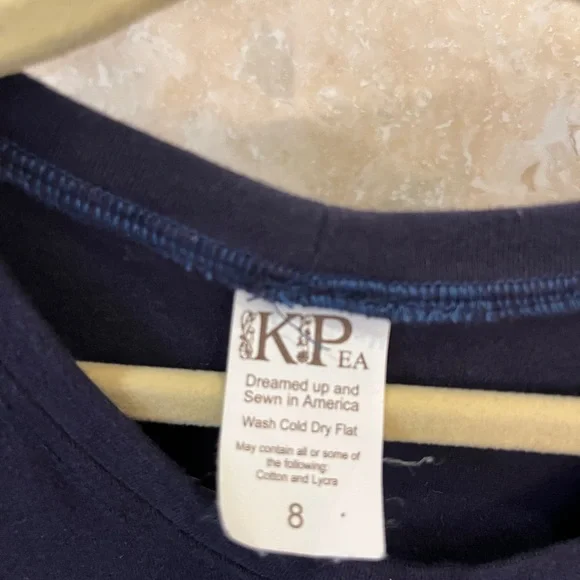 KPEA
Dreamed up and
Sewn in America
Wash Cold Dry Flat
May contain all or some of
the following:
Cotton and Lycra
8